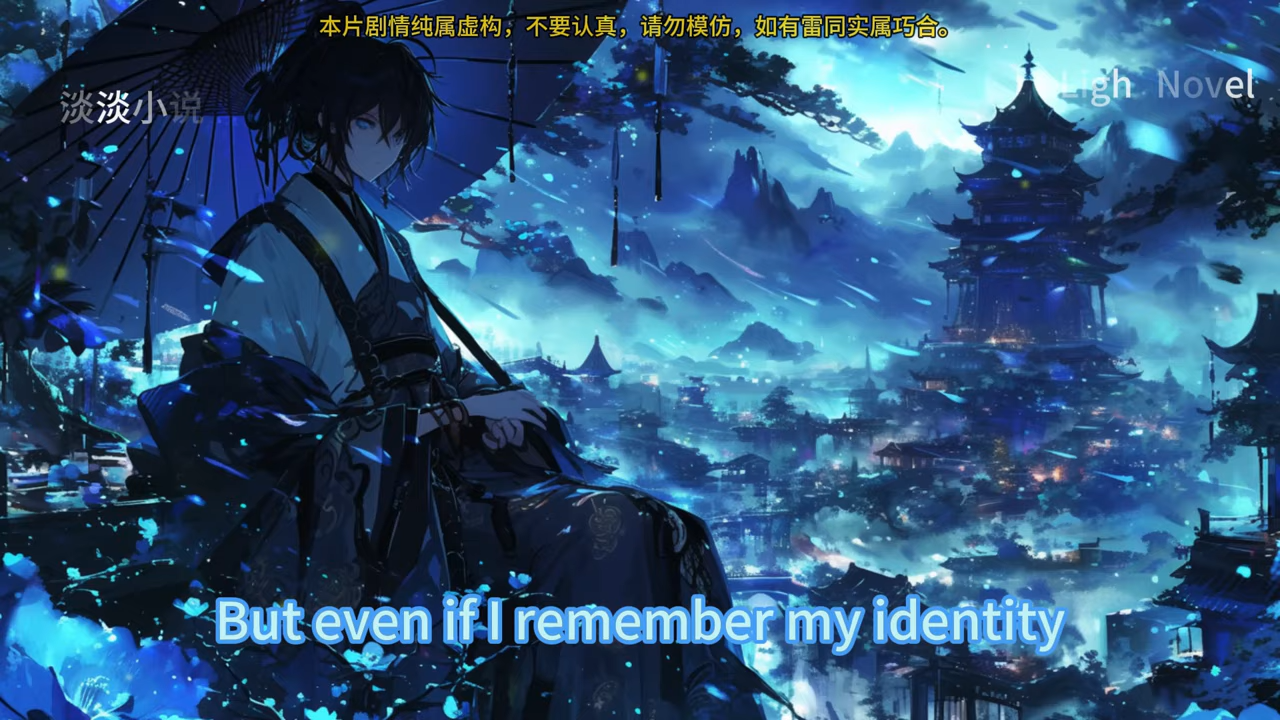 本片剧情纯属虚构，不要认真，请勿模仿，如有雷同实属巧合。
淡淡小说
Ligh Novel
But even if I remember my identity